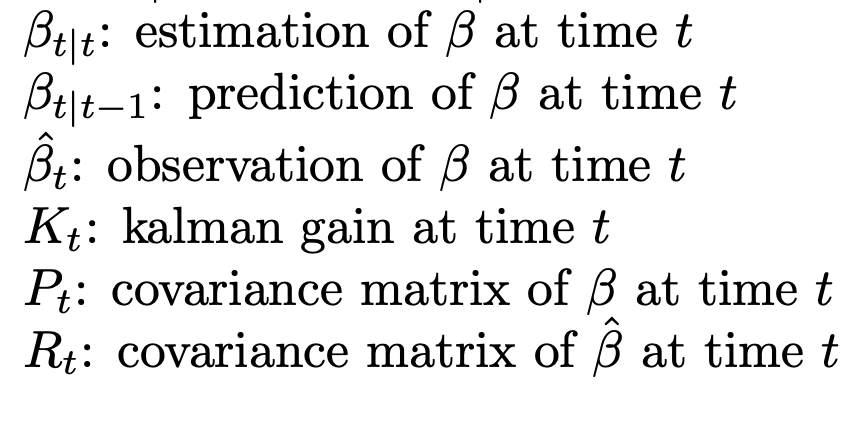 β_{t|t}: estimation of β at time t
β_{t|t−1}: prediction of β at time t
β̂_t: observation of β at time t
K_t: kalman gain at time t
P_t: covariance matrix of β at time t
R_t: covariance matrix of β̂ at time t